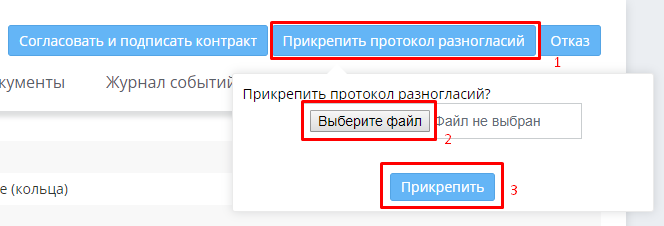 Согласовать и подписать контракт Прикрепить протокол разногласий Отказ
1
кументы Журнал событий
Прикрепить протокол разногласий?
Выберите файл Файл не выбран
2
е (кольца)
Прикрепить 3